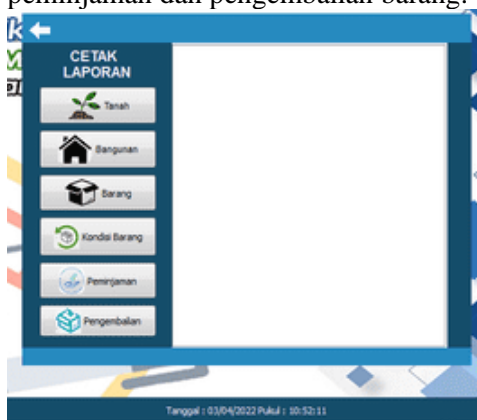 peminjaman dan pengembalian barang.
CETAK
LAPORAN
Tanah
Bangunan
Barang
Kondisi Barang
Peminjaman
Pengembalian
Tanggal : 03/04/2022 Pukul : 10:52:11